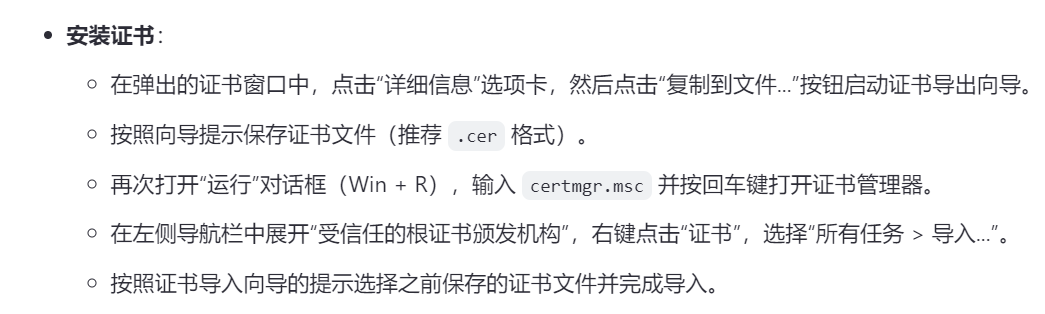 安装证书：
在弹出的证书窗口中，点击“详细信息”选项卡，然后点击“复制到文件...”按钮启动证书导出向导。
按照向导提示保存证书文件（推荐 .cer 格式）。
再次打开“运行”对话框（Win + R），输入 certmgr.msc 并按回车键打开证书管理器。
在左侧导航栏中展开“受信任的根证书颁发机构”，右键点击“证书”，选择“所有任务 > 导入...”。
按照证书导入向导的提示选择之前保存的证书文件并完成导入。